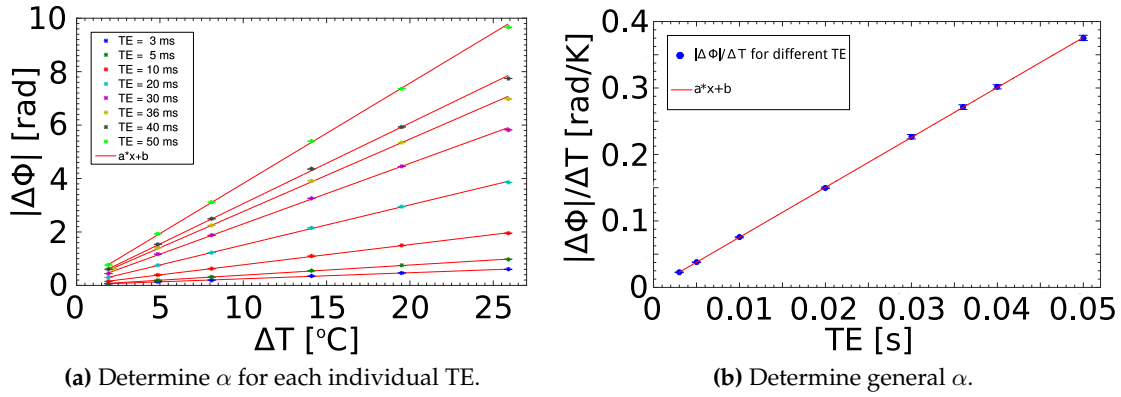 10
8
6
4
2
0
|ΔΦ| [rad]
TE = 3 ms
TE = 5 ms
TE = 10 ms
TE = 20 ms
TE = 30 ms
TE = 36 ms
TE = 40 ms
TE = 50 ms
a*x+b
0 5 10 15 20 25
ΔT [°C]
(a) Determine α for each individual TE.
0.4
0.3
0.2
0.1
0
|ΔΦ|/ΔT [rad/K]
|ΔΦ|/ΔT for different TE
a*x+b
0 0.01 0.02 0.03 0.04 0.05
TE [s]
(b) Determine general α.